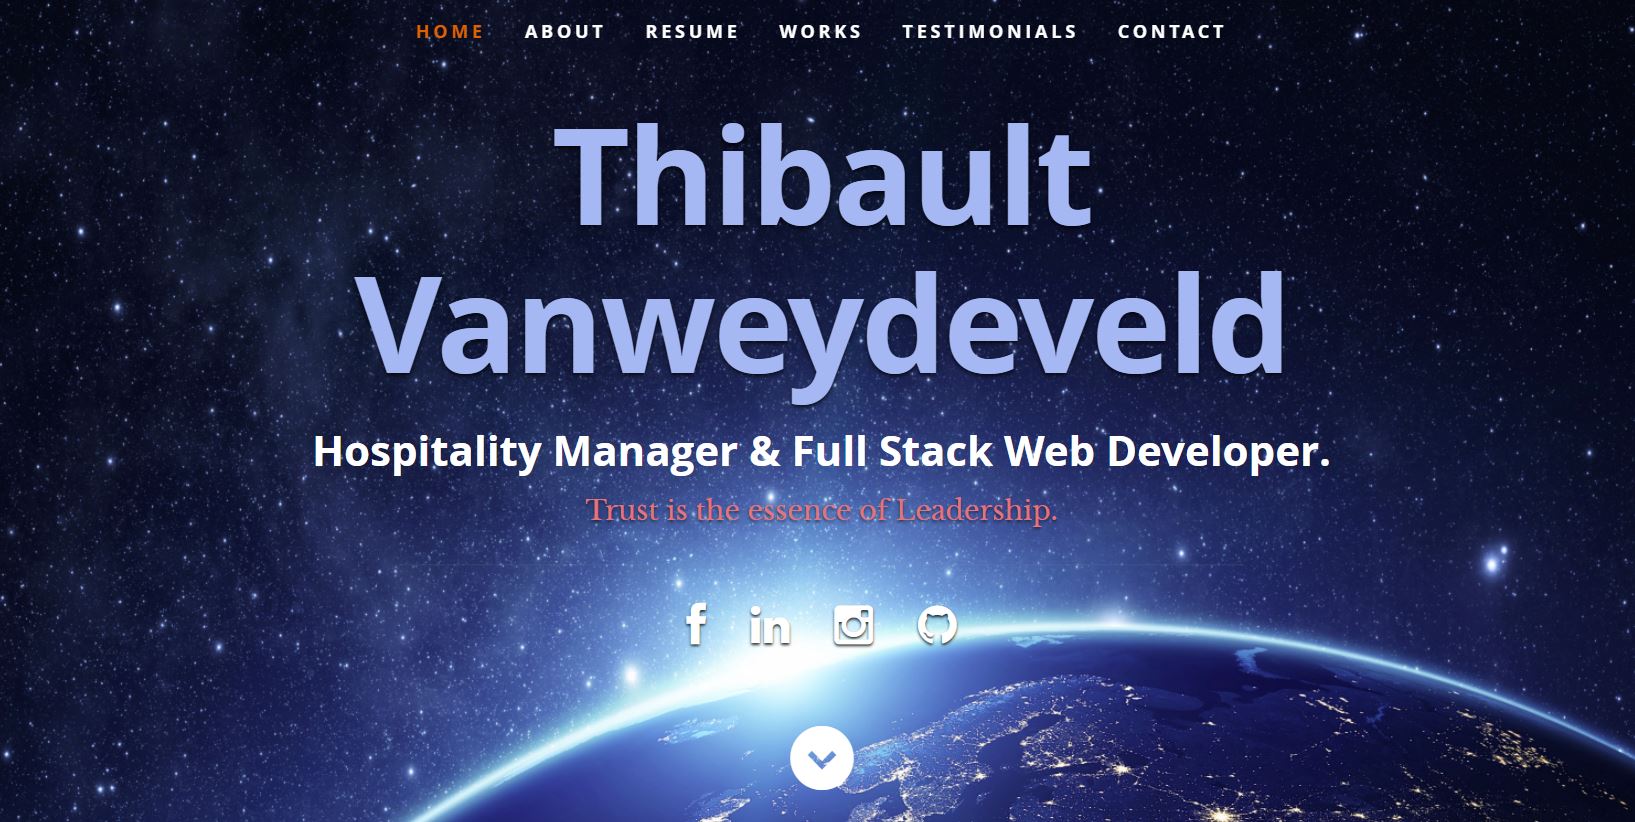 HOME ABOUT RESUME WORKS TESTIMONIALS CONTACT
Thibault
Vanweydeveld
Hospitality Manager & Full Stack Web Developer.
Trust is the essence of Leadership.
f in